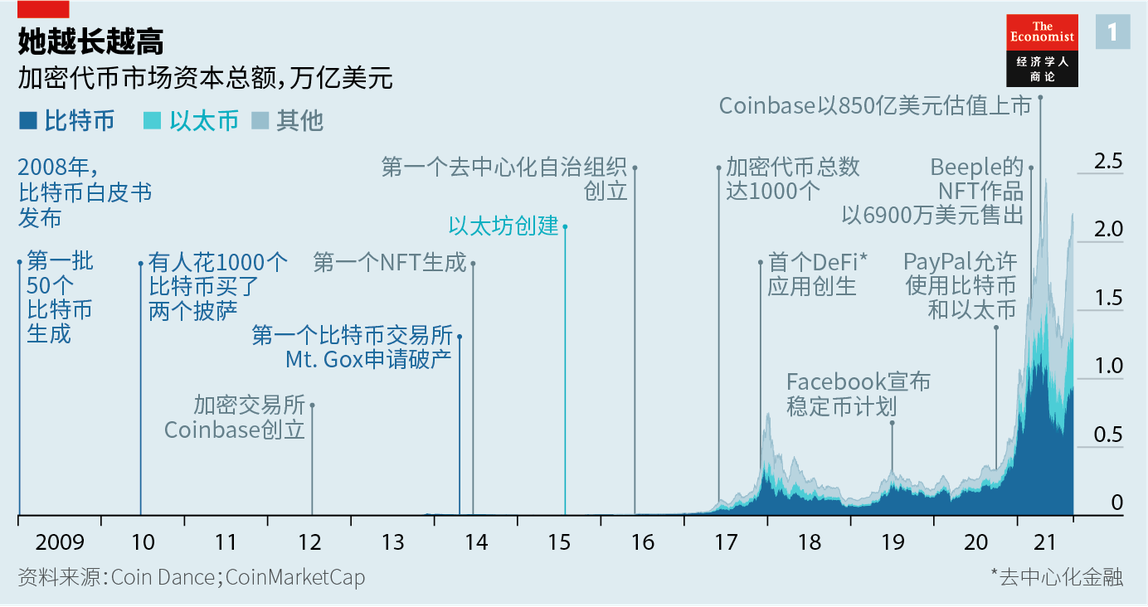 她越长越高
加密代币市场资本总额，万亿美元
比特币 以太币 其他
The
Economist
经济学人
商论
1
2008年，
比特币白皮书
发布
第一批
50个
比特币
生成
有人花1000个
比特币买了
两个披萨
加密交易所
Coinbase创立
第一个比特币交易所
Mt. Gox申请破产
第一个NFT生成
以太坊创建
第一个去中心化自治组织
创立
加密代币总数
达1000个
首个DeFi*
应用创生
Facebook宣布
稳定币计划
PayPal允许
使用比特币
和以太币
Beeple的
NFT作品
以6900万美元售出
Coinbase以850亿美元估值上市
2.5
2.0
1.5
1.0
0.5
0
2009 10 11 12 13 14 15 16 17 18 19 20 21
资料来源：Coin Dance；CoinMarketCap
*去中心化金融